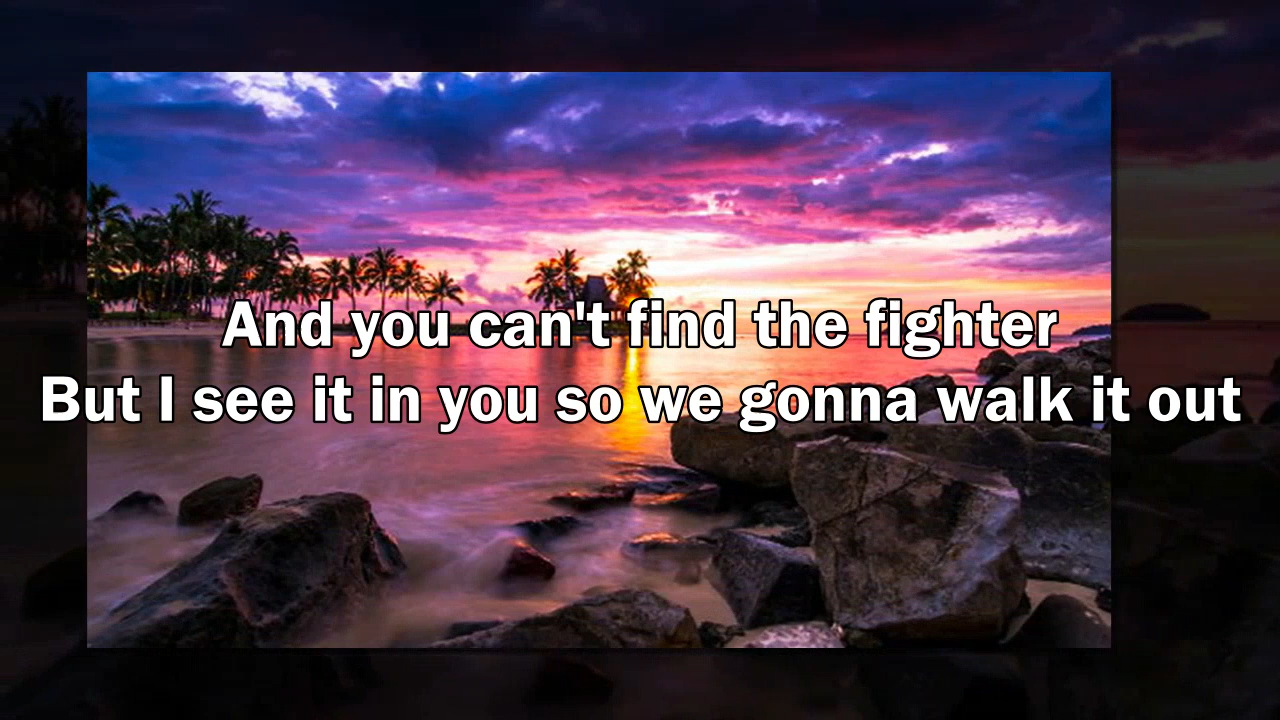 And you can't find the fighter
But I see it in you so we gonna walk it out